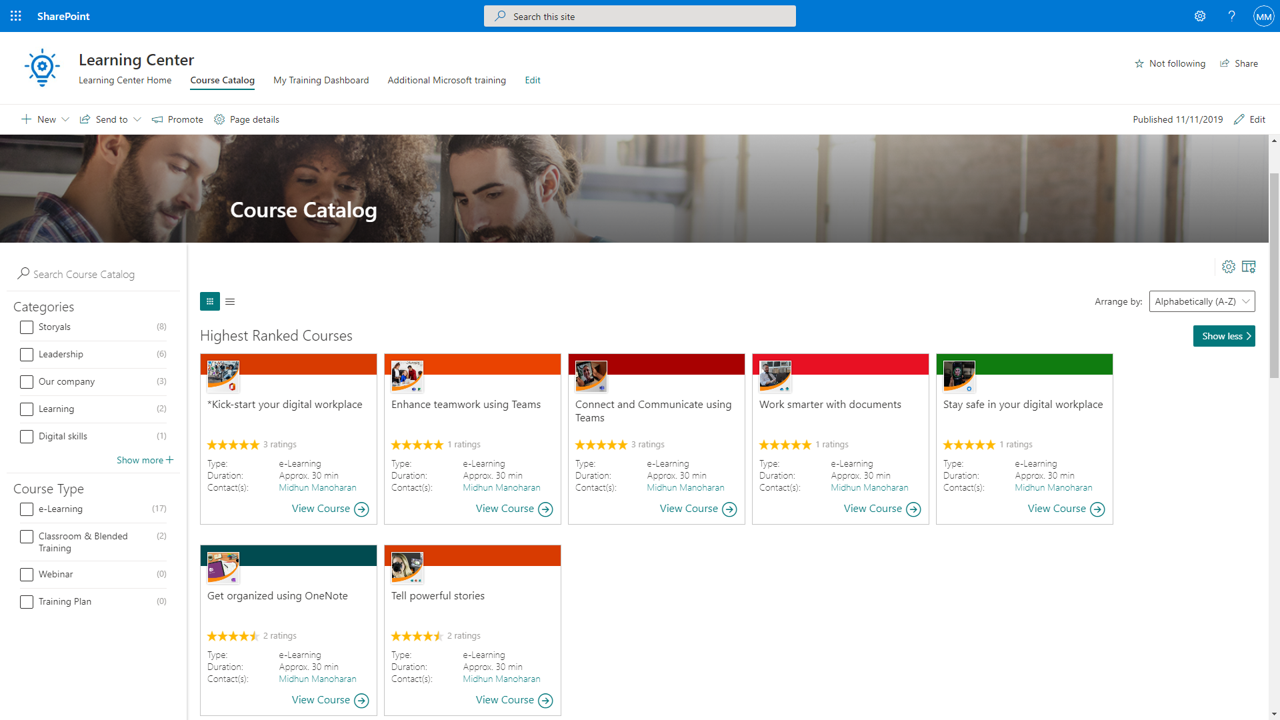 SharePoint
Search this site
?
MM
Learning Center
Learning Center Home Course Catalog My Training Dashboard Additional Microsoft training Edit
Not following Share
New Send to Promote Page details
Published 11/11/2019 Edit
Course Catalog
Search Course Catalog
Categories
Storyals (8)
Leadership (6)
Our company (3)
Learning (2)
Digital skills (1)
Show more
Course Type
e-Learning (17)
Classroom & Blended (2)
Training
Webinar (0)
Training Plan (0)
Arrange by: Alphabetically (A-Z)
Highest Ranked Courses
Show less
*Kick-start your digital workplace
3 ratings
Type: e-Learning
Duration: Approx. 30 min
Contact(s): Midhun Manoharan
View Course
Enhance teamwork using Teams
1 ratings
Type: e-Learning
Duration: Approx. 30 min
Contact(s): Midhun Manoharan
View Course
Connect and Communicate using
Teams
3 ratings
Type: e-Learning
Duration: Approx. 30 min
Contact(s): Midhun Manoharan
View Course
Work smarter with documents
1 ratings
Type: e-Learning
Duration: Approx. 30 min
Contact(s): Midhun Manoharan
View Course
Stay safe in your digital workplace
1 ratings
Type: e-Learning
Duration: Approx. 30 min
Contact(s): Midhun Manoharan
View Course
Get organized using OneNote
2 ratings
Type: e-Learning
Duration: Approx. 30 min
Contact(s): Midhun Manoharan
View Course
Tell powerful stories
2 ratings
Type: e-Learning
Duration: Approx. 30 min
Contact(s): Midhun Manoharan
View Course